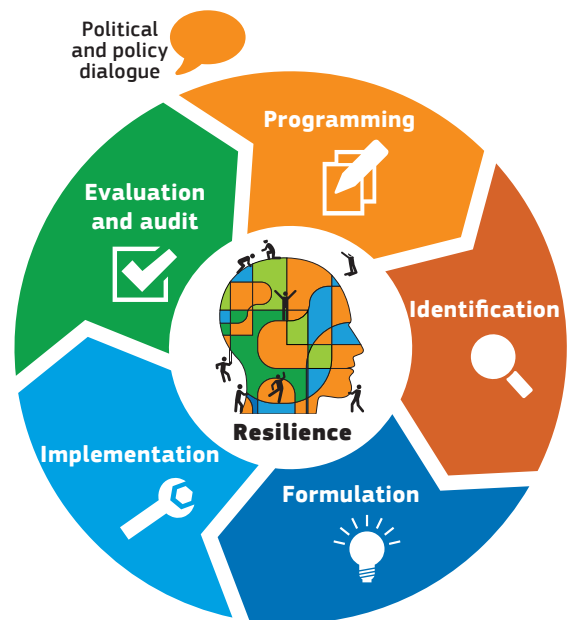 Political
and policy
dialogue
Programming
Identification
Formulation
Implementation
Evaluation
and audit
Resilience